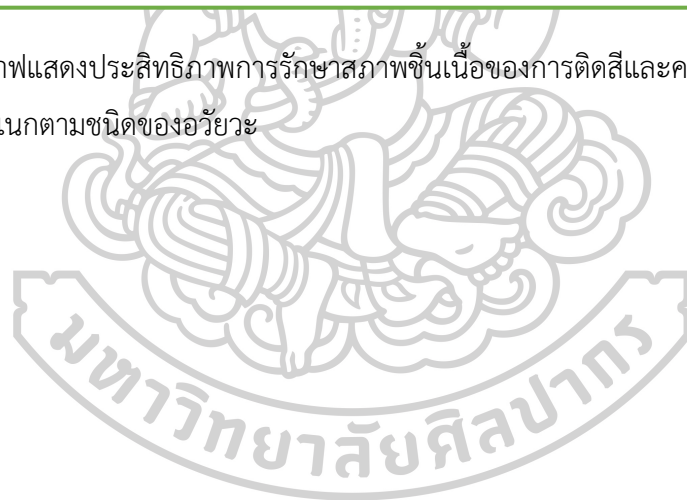 าฟแสดงประสิทธิภาพการรักษาสภาพชิ้นเนื้อของการติดสีและค
นกตามชนิดของอวัยวะ
มหาวิทยาลัยศิลปากร